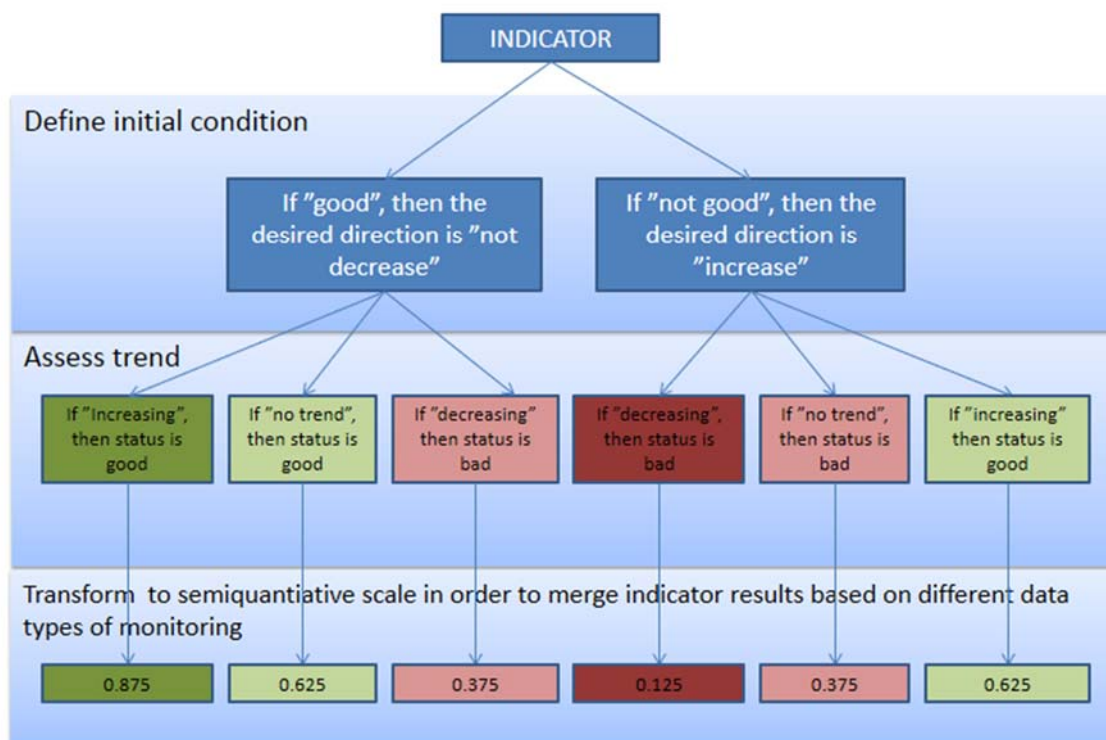 INDICATOR
Define initial condition
If ”good”, then the
desired direction is ”not
decrease”
If ”not good”, then the
desired direction is
”increase”
Assess trend
If ”Increasing”,
then status is
good
If ”no trend”,
then status is
good
If ”decreasing”
then status is
bad
If ”decreasing”,
then status is
bad
If ”no trend”,
then status is
bad
If ”increasing”
then status is
good
Transform to semiquantiative scale in order to merge indicator results based on different data
types of monitoring
0.875
0.625
0.375
0.125
0.375
0.625